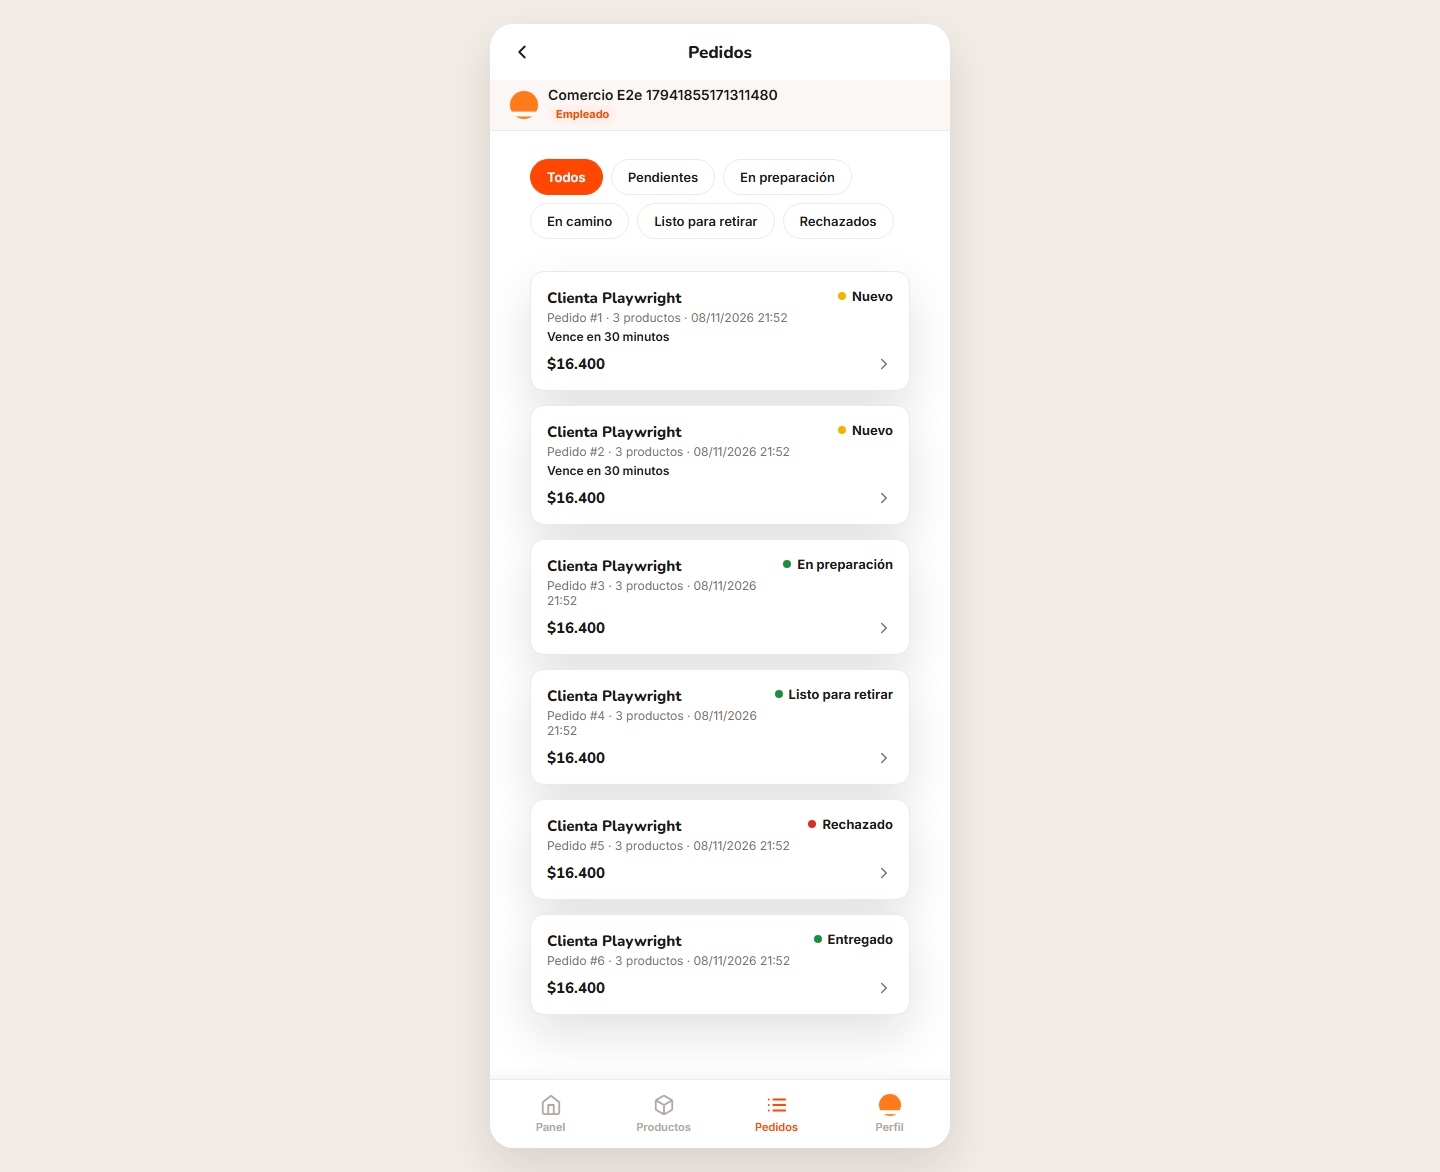 Pedidos
Comercio E2e 17941855171311480
Empleado
Todos
Pendientes
En preparación
En camino
Listo para retirar
Rechazados
Clienta Playwright
Nuevo
Pedido #1 · 3 productos · 08/11/2026 21:52
Vence en 30 minutos
$16.400
Clienta Playwright
Nuevo
Pedido #2 · 3 productos · 08/11/2026 21:52
Vence en 30 minutos
$16.400
Clienta Playwright
En preparación
Pedido #3 · 3 productos · 08/11/2026
21:52
$16.400
Clienta Playwright
Listo para retirar
Pedido #4 · 3 productos · 08/11/2026
21:52
$16.400
Clienta Playwright
Rechazado
Pedido #5 · 3 productos · 08/11/2026 21:52
$16.400
Clienta Playwright
Entregado
Pedido #6 · 3 productos · 08/11/2026 21:52
$16.400
Panel
Productos
Pedidos
Perfil